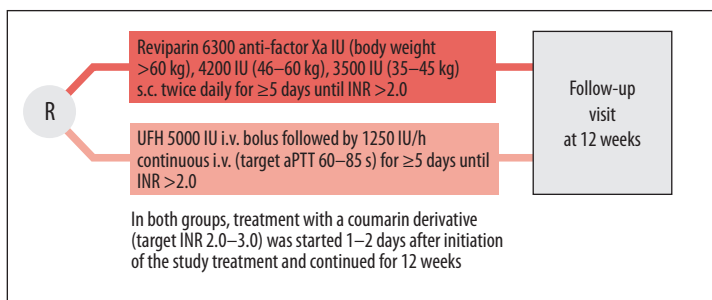 Reviparin 6300 anti-factor Xa IU (body weight
>60 kg), 4200 IU (46–60 kg), 3500 IU (35–45 kg)
s.c. twice daily for ≥5 days until INR >2.0
R
Follow-up
visit
at 12 weeks
UFH 5000 IU i.v. bolus followed by 1250 IU/h
continuous i.v. (target aPTT 60–85 s) for ≥5 days until
INR >2.0
In both groups, treatment with a coumarin derivative
(target INR 2.0–3.0) was started 1–2 days after initiation
of the study treatment and continued for 12 weeks